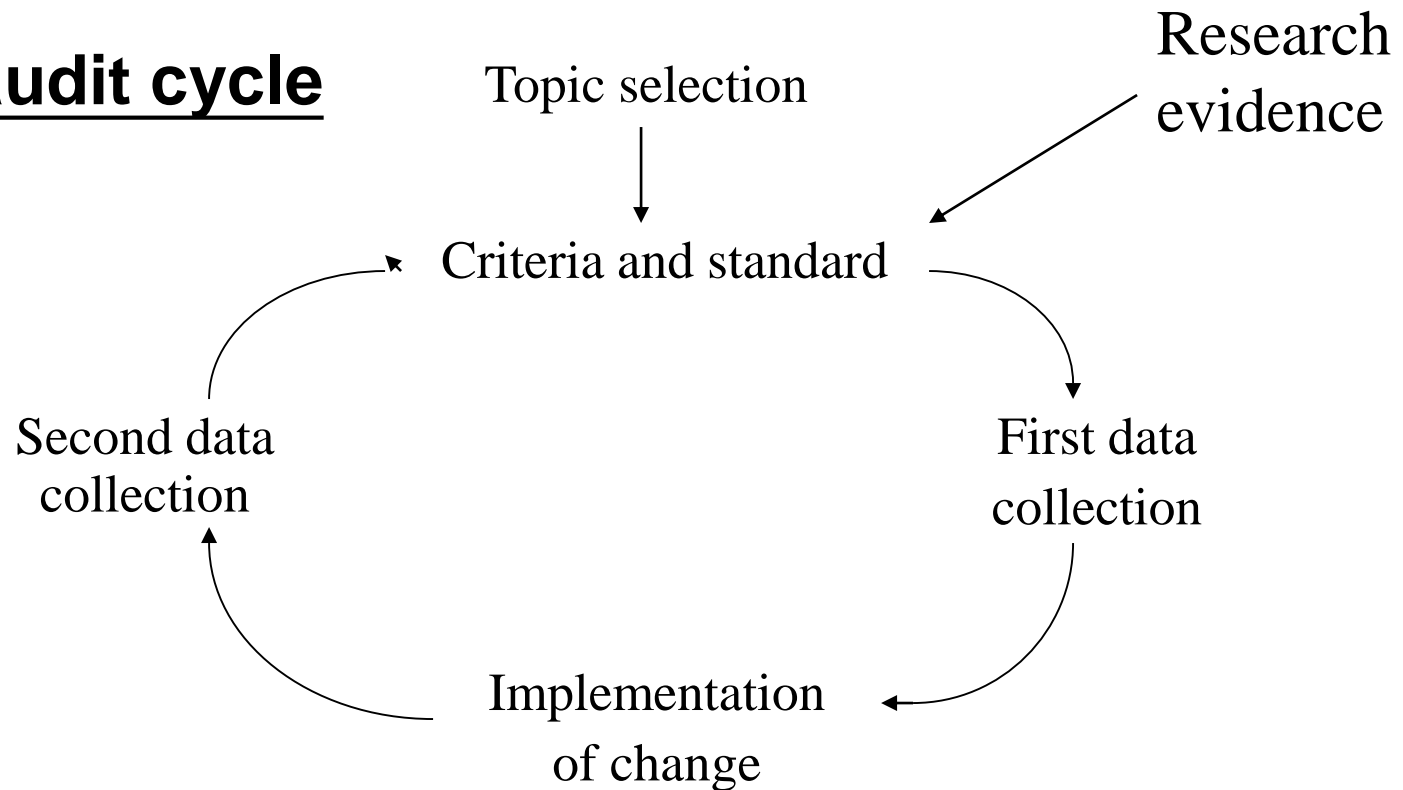 udit cycle
Topic selection
Research
evidence
Criteria and standard
Second data
collection
First data
collection
Implementation
of change